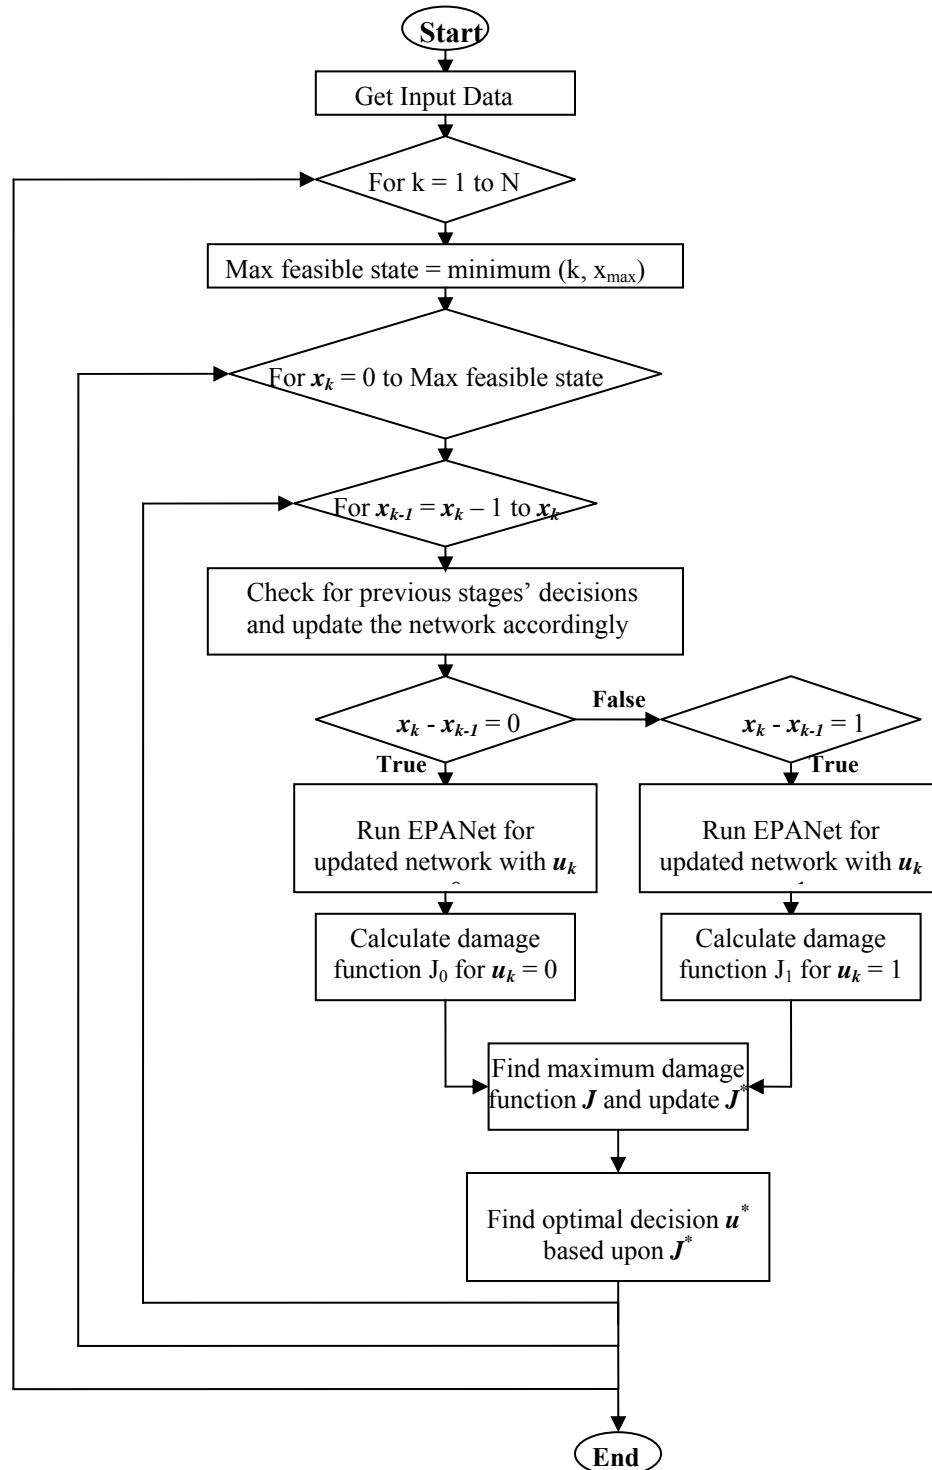 Start
Get Input Data
For k = 1 to N
Max feasible state = minimum (k, xmax)
For xk = 0 to Max feasible state
For xk-1 = xk – 1 to xk
Check for previous stages’ decisions
and update the network accordingly
xk - xk-1 = 0
False
xk - xk-1 = 1
True
True
Run EPANet for
updated network with uk
Run EPANet for
updated network with uk
Calculate damage
function J0 for uk = 0
Calculate damage
function J1 for uk = 1
Find maximum damage
function J and update J*
Find optimal decision u*
based upon J*
End